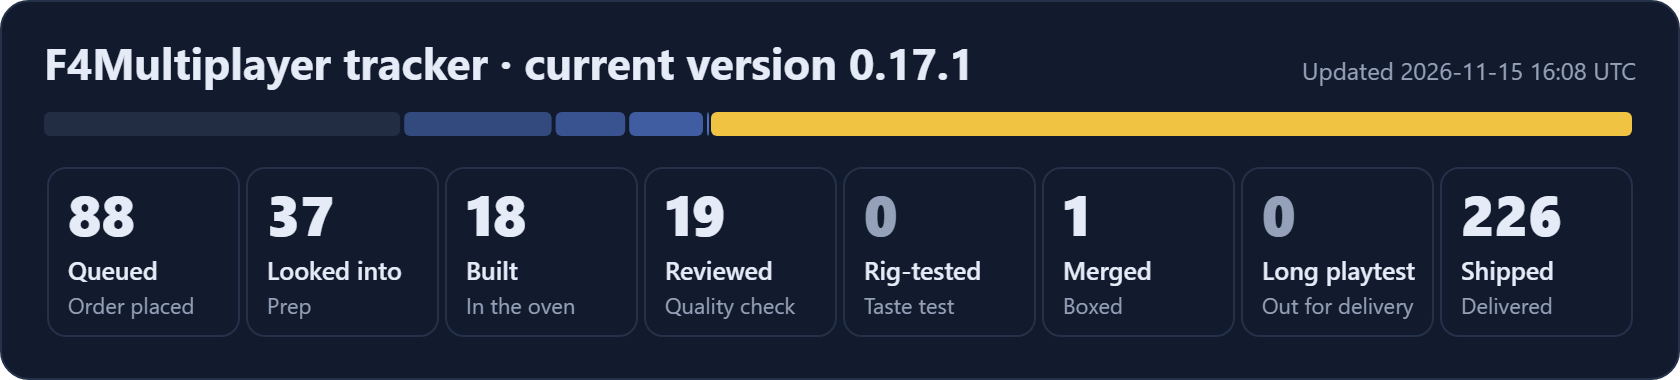 F4Multiplayer tracker · current version 0.17.1
Updated 2026-11-15 16:08 UTC
88
Queued
Order placed
37
Looked into
Prep
18
Built
In the oven
19
Reviewed
Quality check
0
Rig-tested
Taste test
1
Merged
Boxed
0
Long playtest
Out for delivery
226
Shipped
Delivered